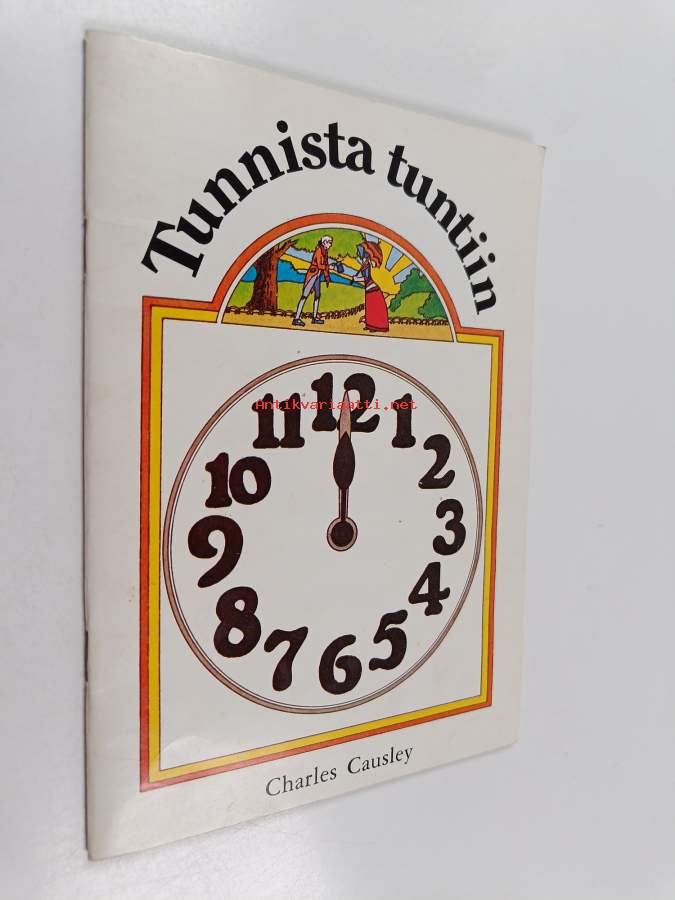 Tunnista tuntiin
Antikvariaatti.net
11 12 1
10 2
9 3
8 4
7 6 5
Charles Causley